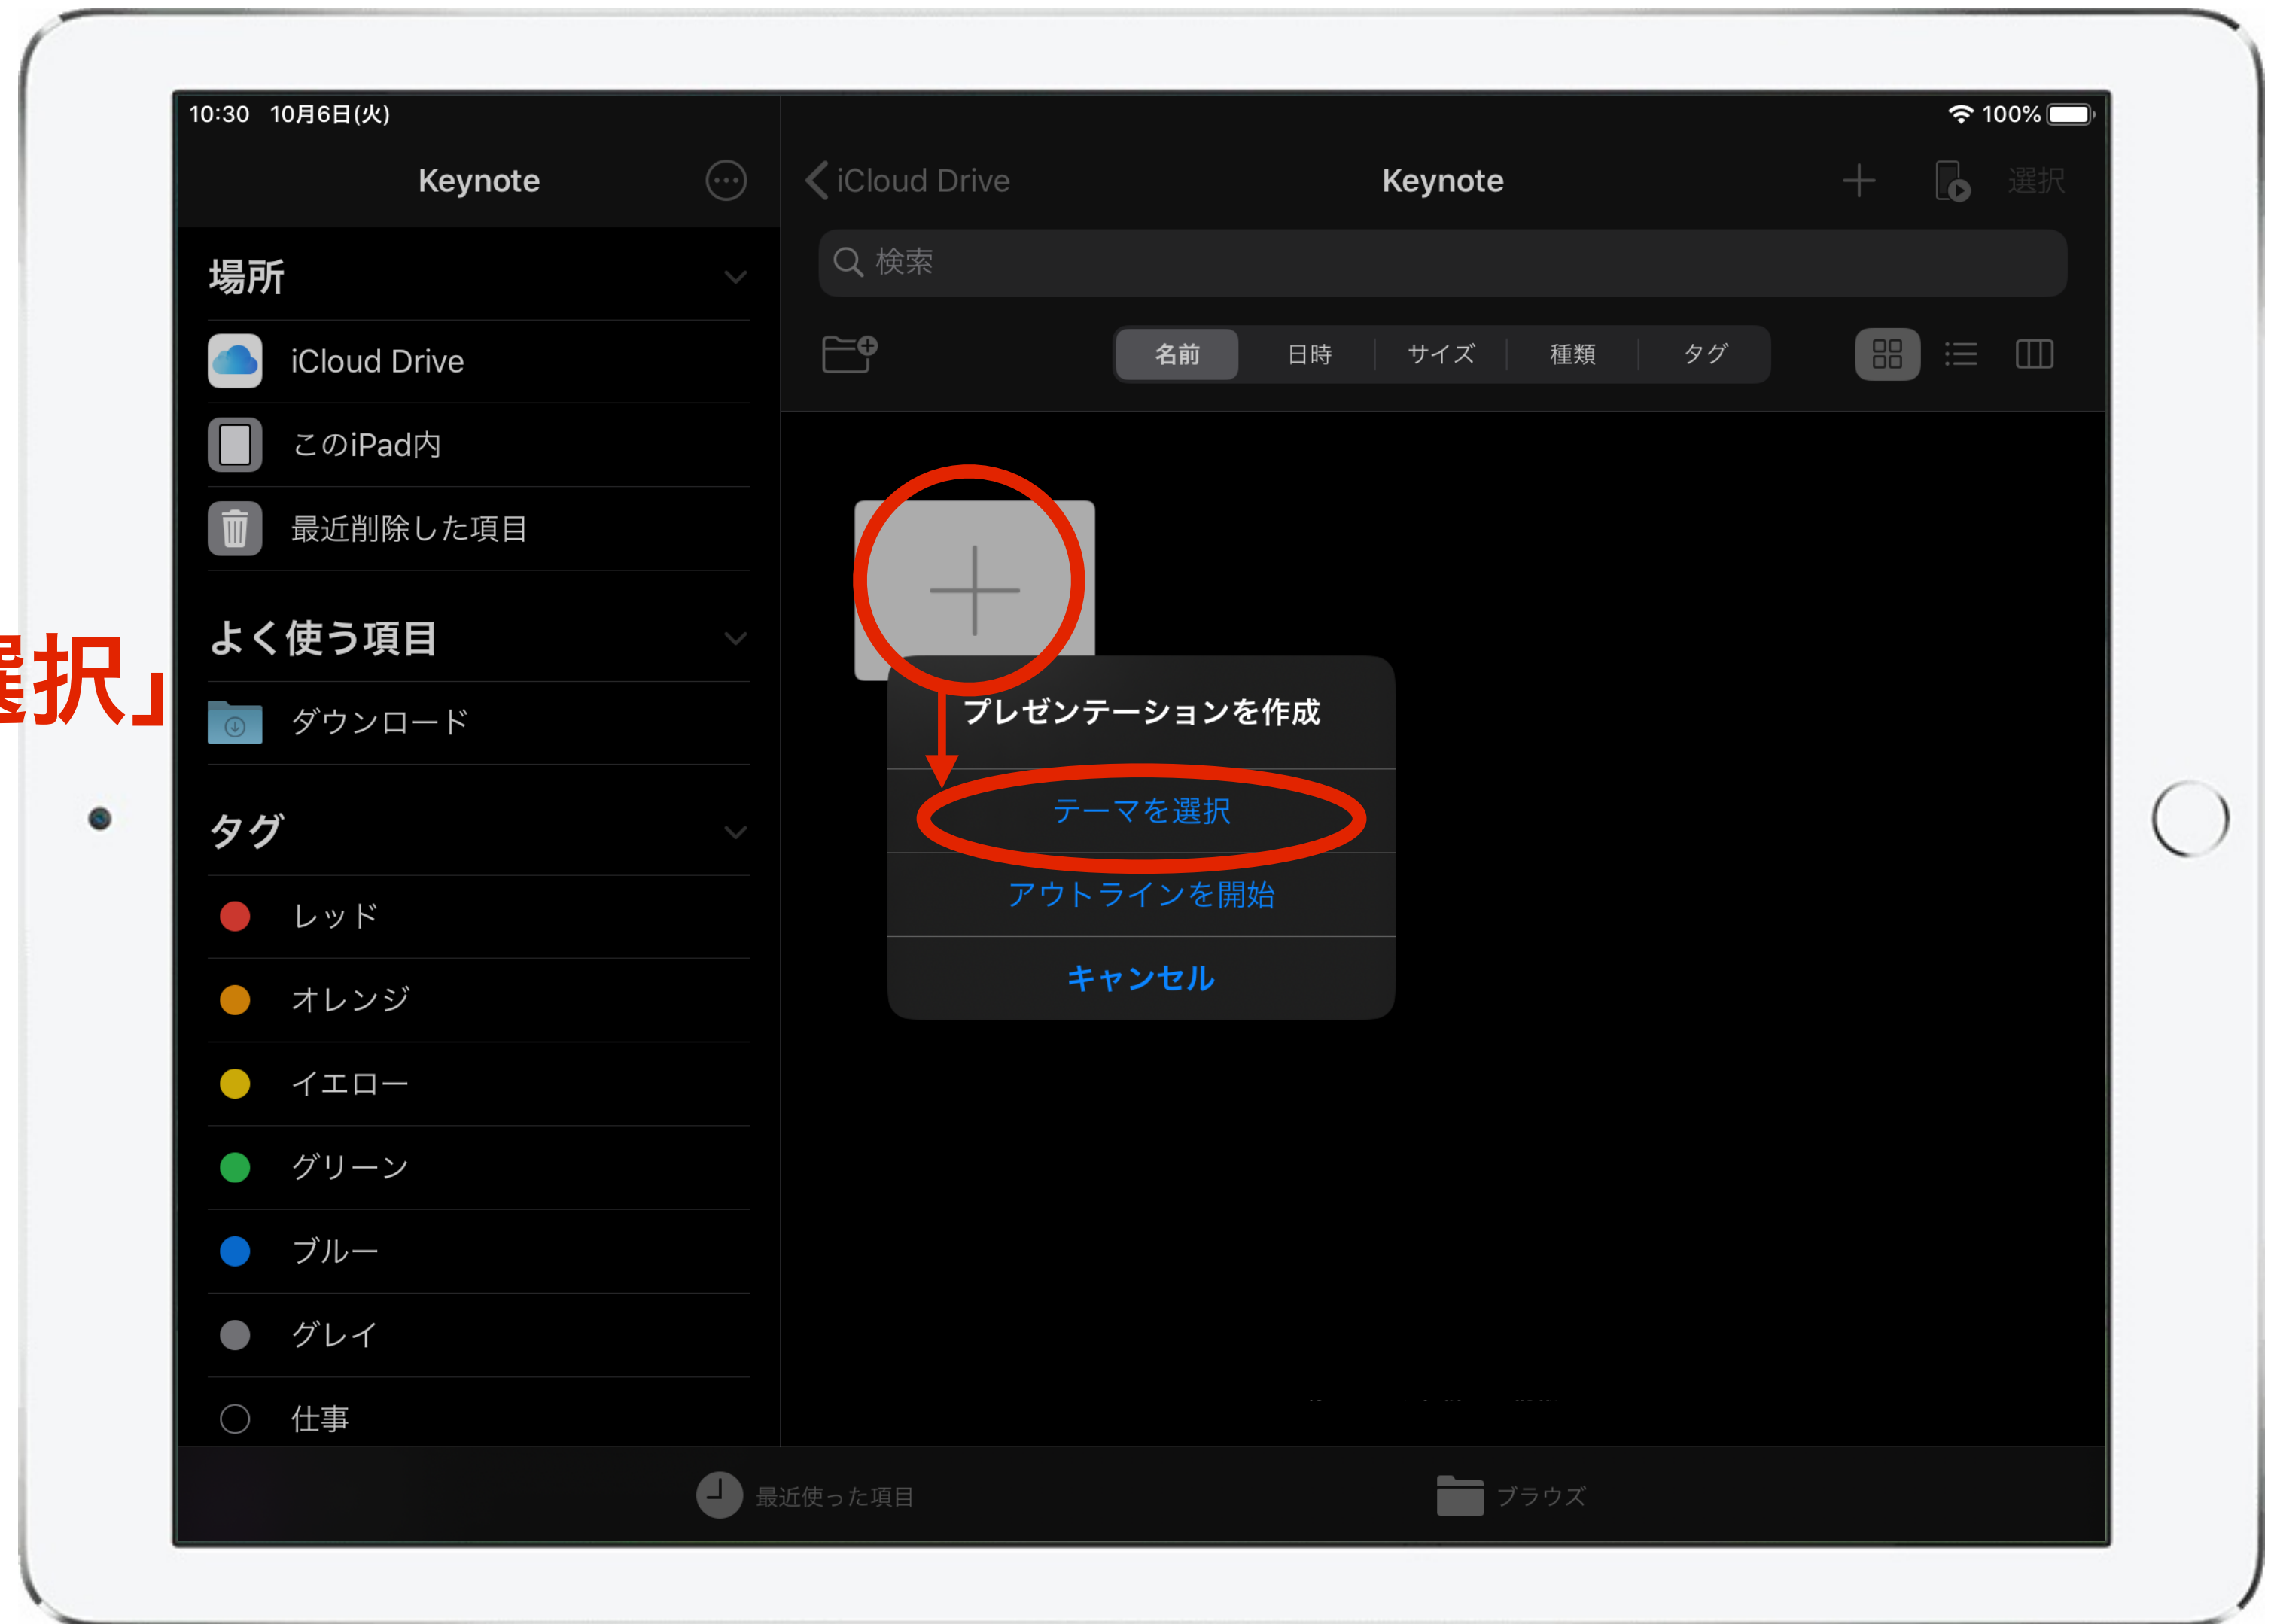 10:30 10月6日(火)
100%
Keynote
iCloud Drive
Keynote
選択
検索
場所
iCloud Drive
このiPad内
最近削除した項目
よく使う項目
ダウンロード
タグ
レッド
オレンジ
イエロー
グリーン
ブルー
グレイ
仕事
名前
日時
サイズ
種類
タグ
プレゼンテーションを作成
テーマを選択
アウトラインを開始
キャンセル
最近使った項目
ブラウズ
択」